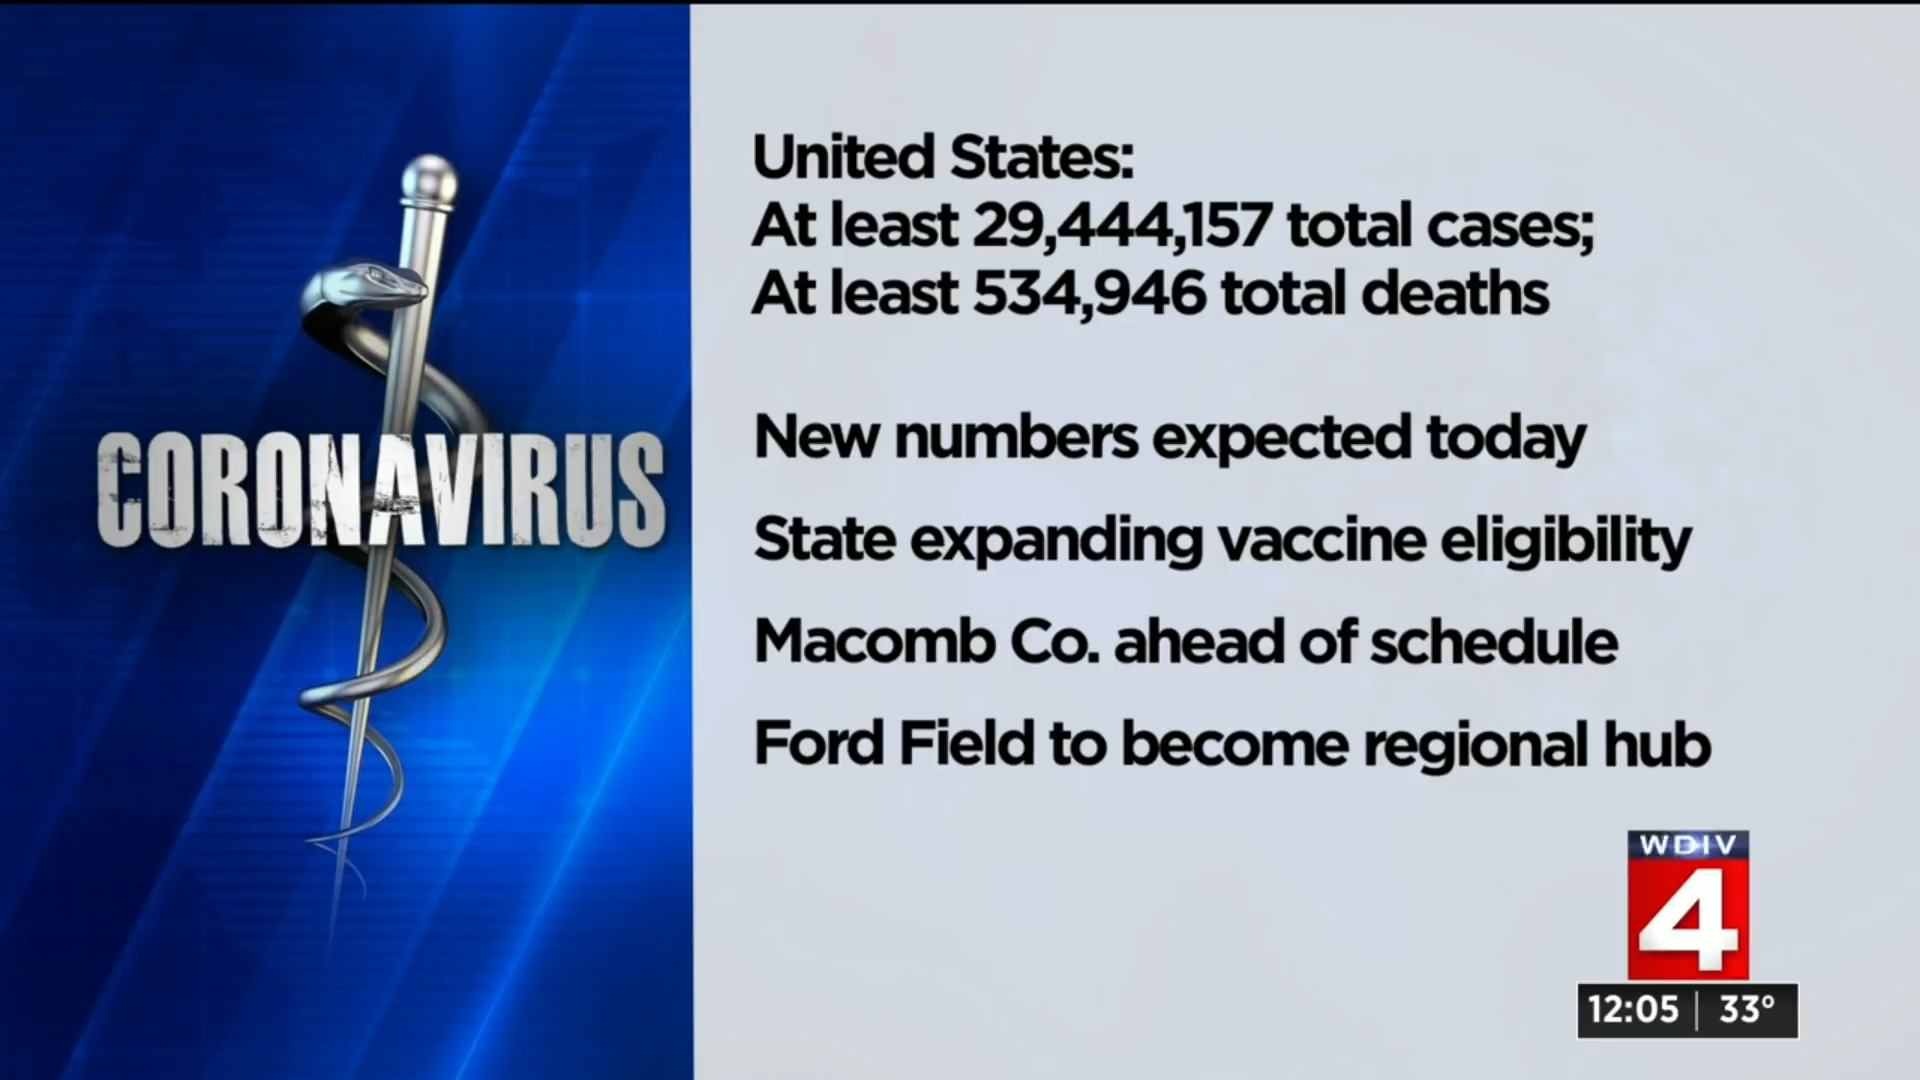 CORONAVIRUS
United States:
At least 29,444,157 total cases;
At least 534,946 total deaths
New numbers expected today
State expanding vaccine eligibility
Macomb Co. ahead of schedule
Ford Field to become regional hub
WDIV
4
12:05 | 33°